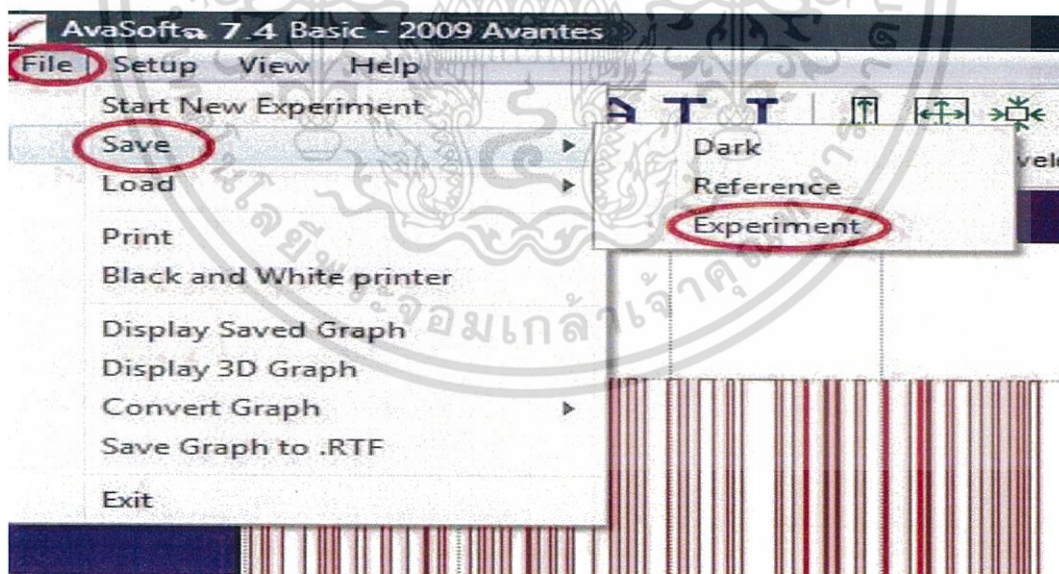 AvaSoft 7.4 Basic - 2009 Avantes
File Setup View Help
Start New Experiment
Save
Load
Print
Black and White printer
Display Saved Graph
Display 3D Graph
Convert Graph
Save Graph to .RTF
Exit
Dark
Reference
Experiment